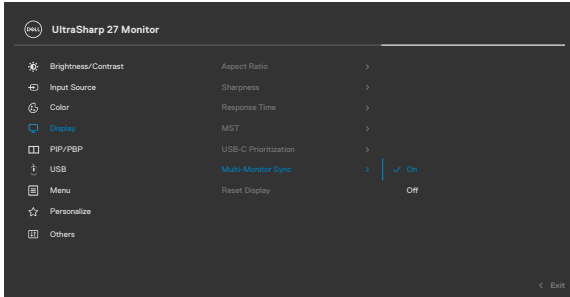 DELL UltraSharp 27 Monitor
Brightness/Contrast Aspect Ratio >
Input Source Sharpness >
Color Response Time >
Display MST >
PIP/PBP USB-C Prioritization >
USB Multi-Monitor Sync > ✓ On
Menu Reset Display Off
Personalize
Others
< Exit